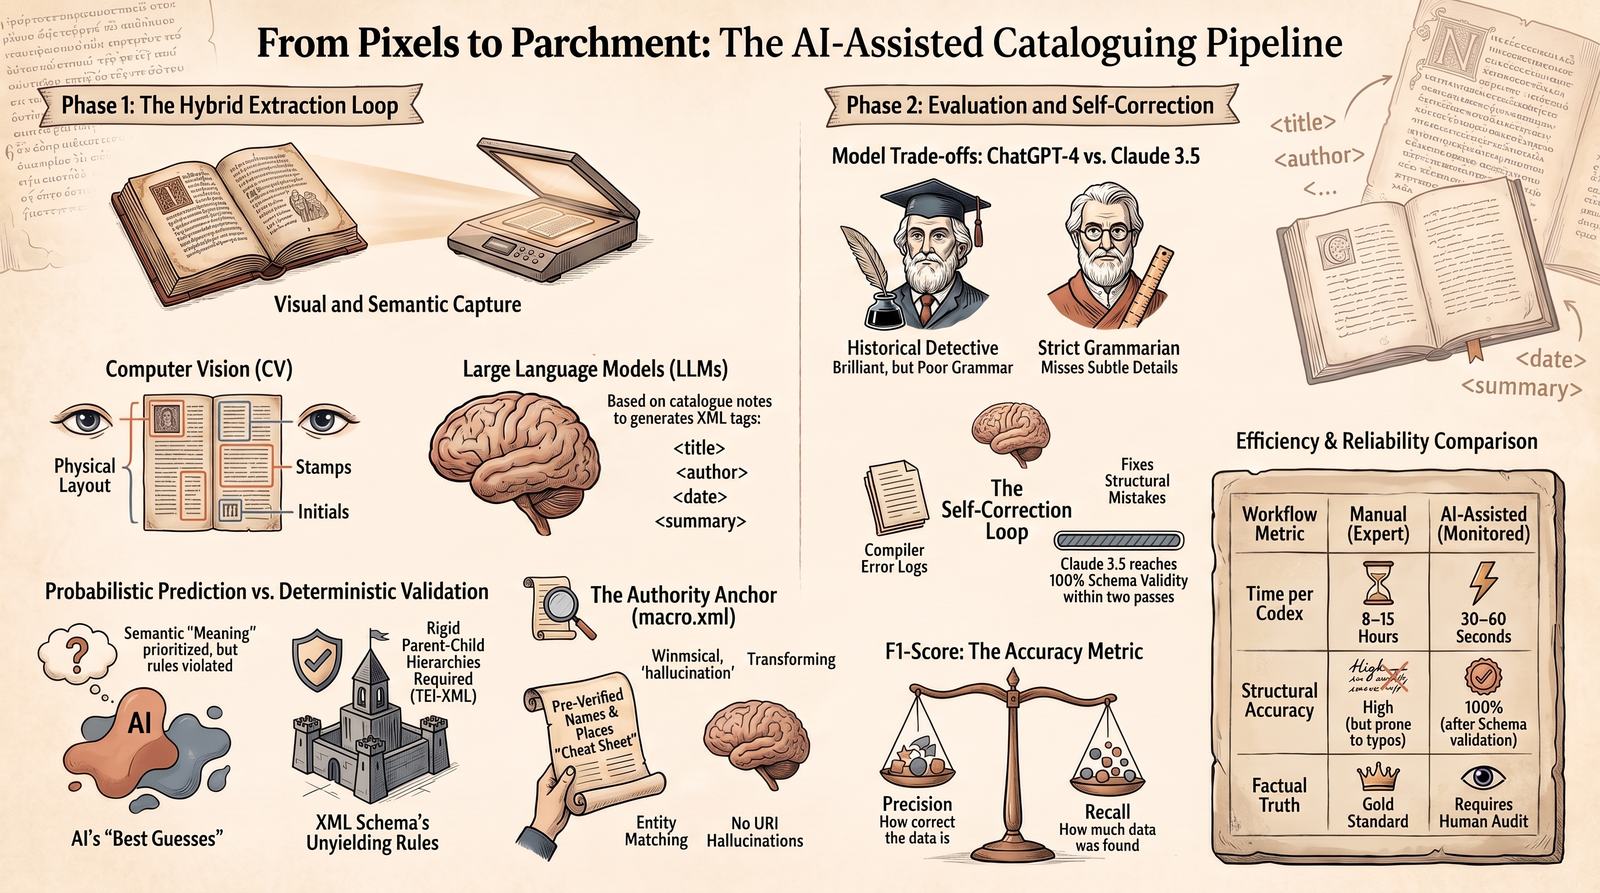 From Pixels to Parchment: The AI-Assisted Cataloguing Pipeline
Phase 1: The Hybrid Extraction Loop
Visual and Semantic Capture
Computer Vision (CV)
Physical
Layout
Stamps
Initials
Large Language Models (LLMs)
Based on catalogue notes
to generates XML tags:
<title>
<author>
<date>
<summary>
Probabilistic Prediction vs. Deterministic Validation
?
Semantic “Meaning”
prioritized, but
rules violated
AI
AI’s “Best Guesses”
Rigid
Parent-Child
Hierarchies
Required
(TEI-XML)
XML Schema’s
Unyielding Rules
The Authority Anchor
(macro.xml)
Winmsical,
‘hallucination’
Transforming
Pre-Verified
Names &
Places
"Cheat Sheet"
Entity
Matching
No URI
Hallucinations
Phase 2: Evaluation and Self-Correction
Model Trade-offs: ChatGPT-4 vs. Claude 3.5
Historical Detective
Brilliant, but Poor Grammar
Strict Grammarian
Misses Subtle Details
Compiler
Error Logs
The
Self-Correction
Loop
Fixes
Structural
Mistakes
Claude 3.5 reaches
100% Schema Validity
within two passes
F1-Score: The Accuracy Metric
Precision
How correct
the data is
Recall
How much data
was found
<title>
<author>
<...
N
<date>
<summary>
Efficiency & Reliability Comparison
Workflow
Metric
Manual
(Expert)
AI-Assisted
(Monitored)
Time per
Codex
8–15
Hours
30–60
Seconds
Structural
Accuracy
High
High
(but prone
to typos)
100%
(after Schema
validation)
Factual
Truth
Gold
Standard
Requires
Human Audit